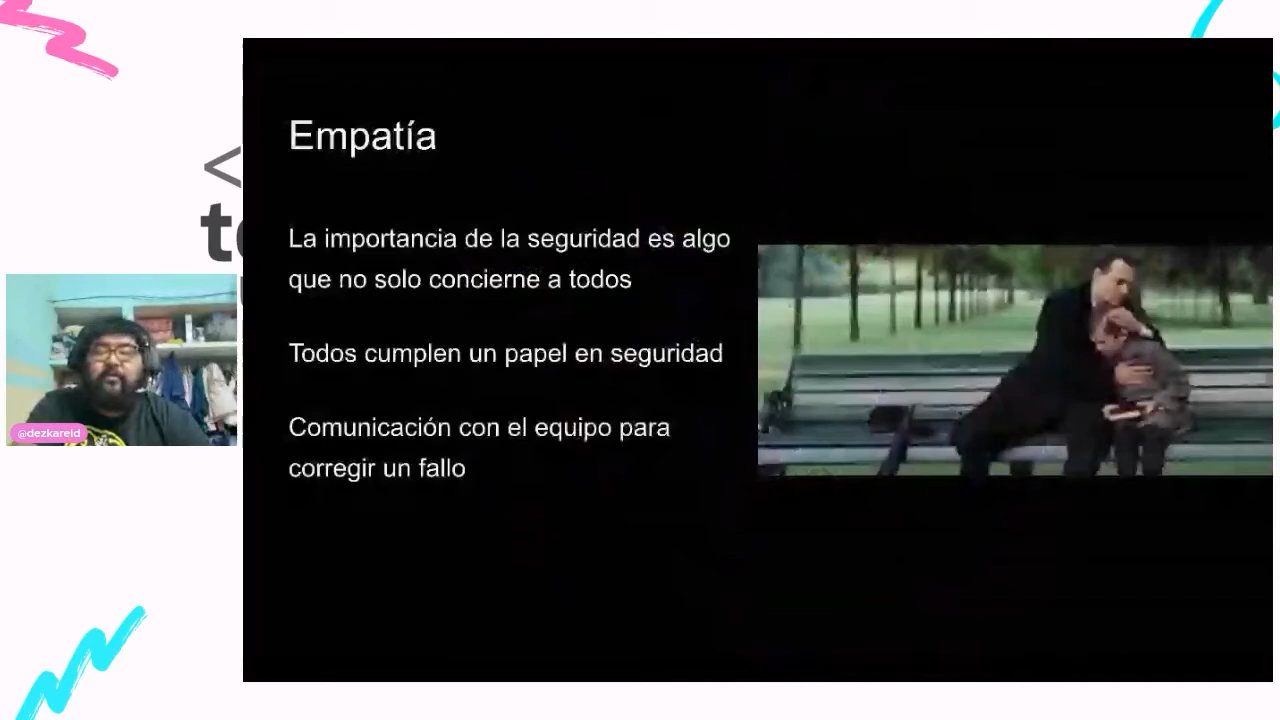 Empatía
La importancia de la seguridad es algo
que no solo concierne a todos
Todos cumplen un papel en seguridad
Comunicación con el equipo para
corregir un fallo
<
@dezkareid